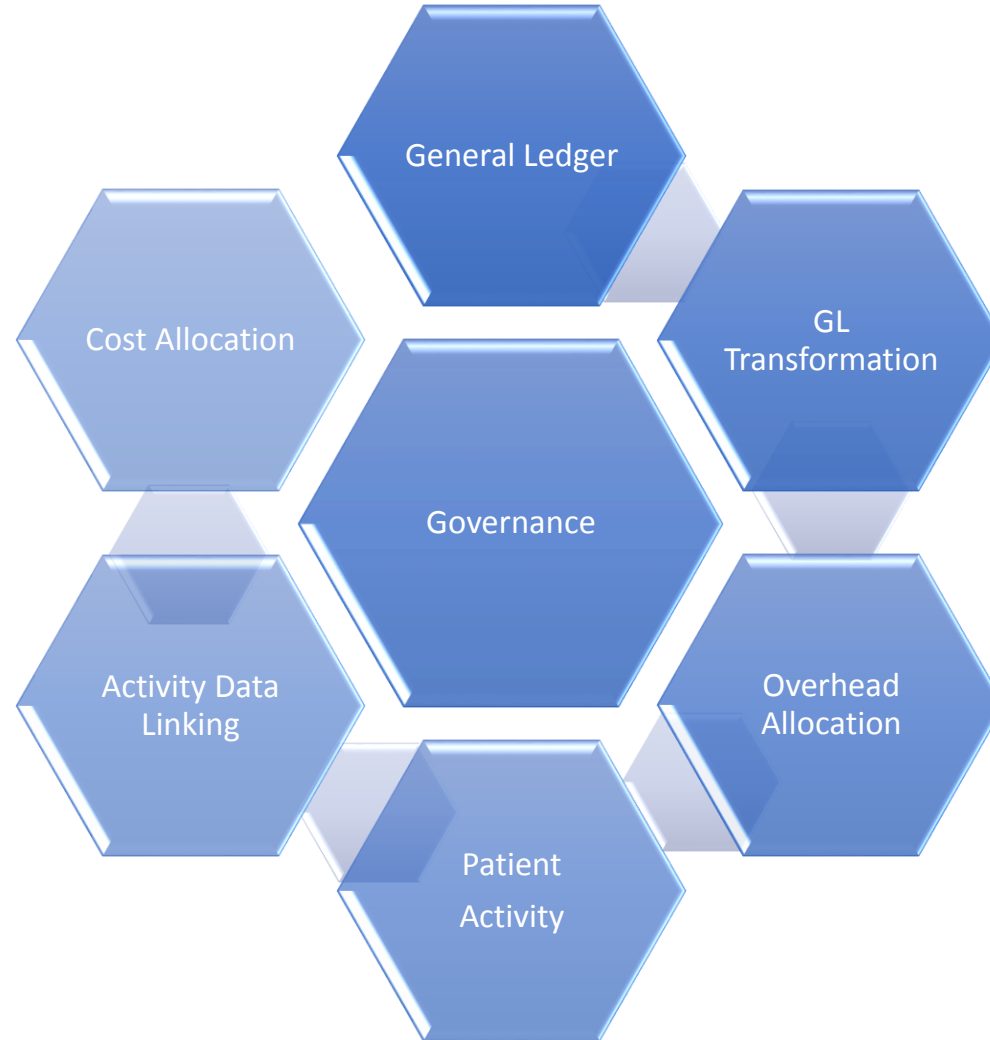 General Ledger
GL
Transformation
Cost Allocation
Governance
Overhead
Allocation
Activity Data
Linking
Patient
Activity